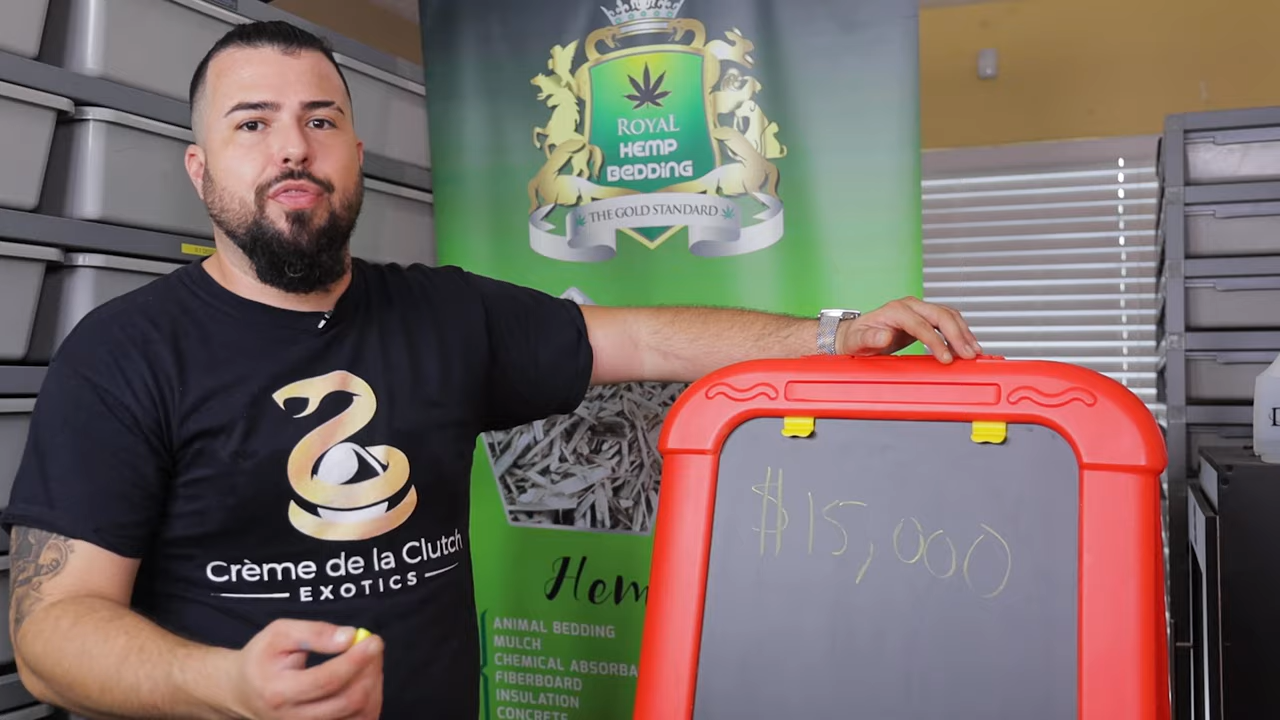 ROYAL
HEMP
BEDDING
THE GOLD STANDARD
$15,000
Crème de la Clutch
EXOTICS
Hem
ANIMAL BEDDING
MULCH
CHEMICAL ABSORBA
FIBERBOARD
INSULATION
CONCRETE